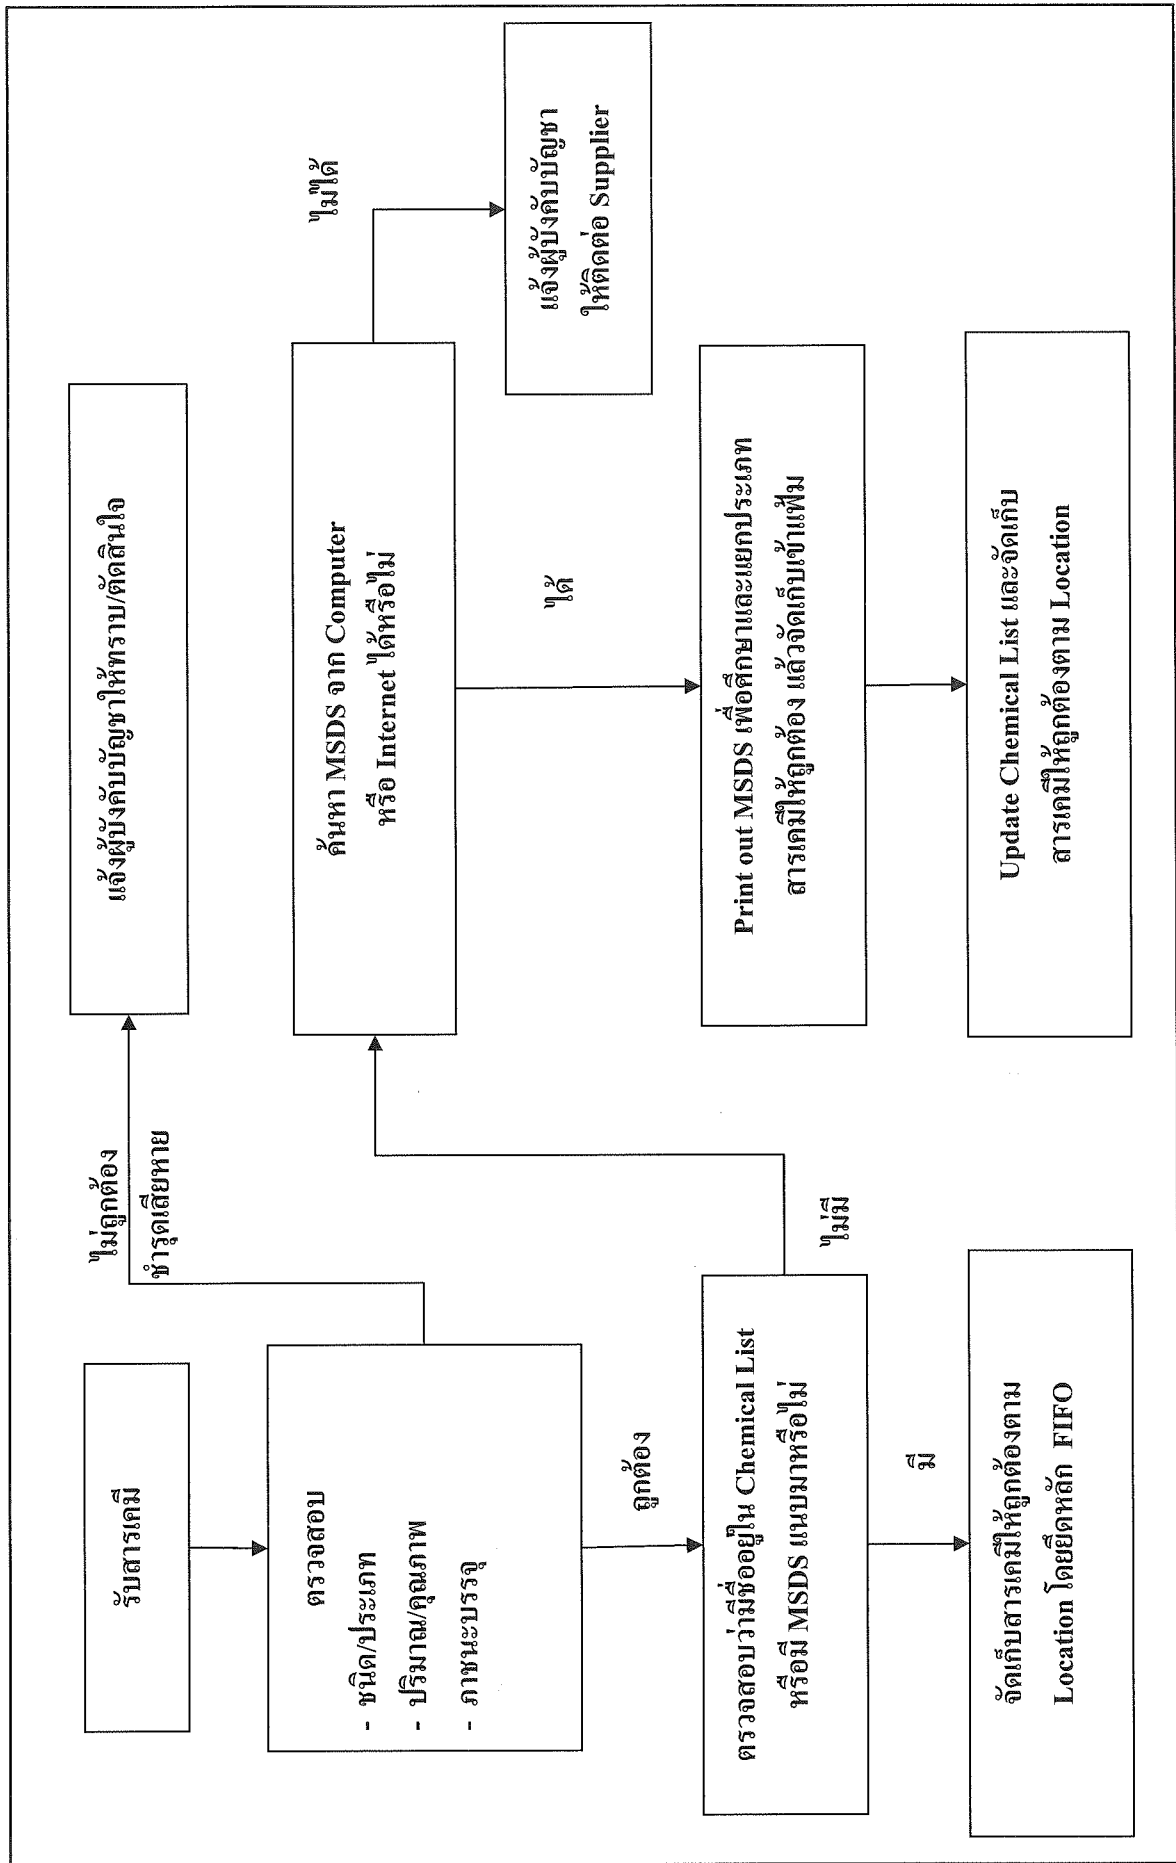 รับสารเคมี
ตรวจสอบ
- ชนิด/ประเภท
- ปริมาณ/คุณภาพ
- ภาชนะบรรจุ
ไม่ถูกต้อง
ชำรุดเสียหาย
แจ้งผู้บังคับบัญชาให้ทราบ/ตัดสินใจ
ถูกต้อง
ตรวจสอบว่ามีชื่ออยู่ใน Chemical List
หรือมี MSDS แนบมาหรือไม่
ไม่มี
มี
จัดเก็บสารเคมีให้ถูกต้องตาม
Location โดยยึดหลัก FIFO
ค้นหา MSDS จาก Computer
หรือ Internet ได้หรือไม่
ไม่ได้
แจ้งผู้บังคับบัญชา
ให้ติดต่อ Supplier
ได้
Print out MSDS เพื่อศึกษาและแยกประเภท
สารเคมีให้ถูกต้อง แล้วจัดเก็บเข้าแฟ้ม
Update Chemical List และจัดเก็บ
สารเคมีให้ถูกต้องตาม Location